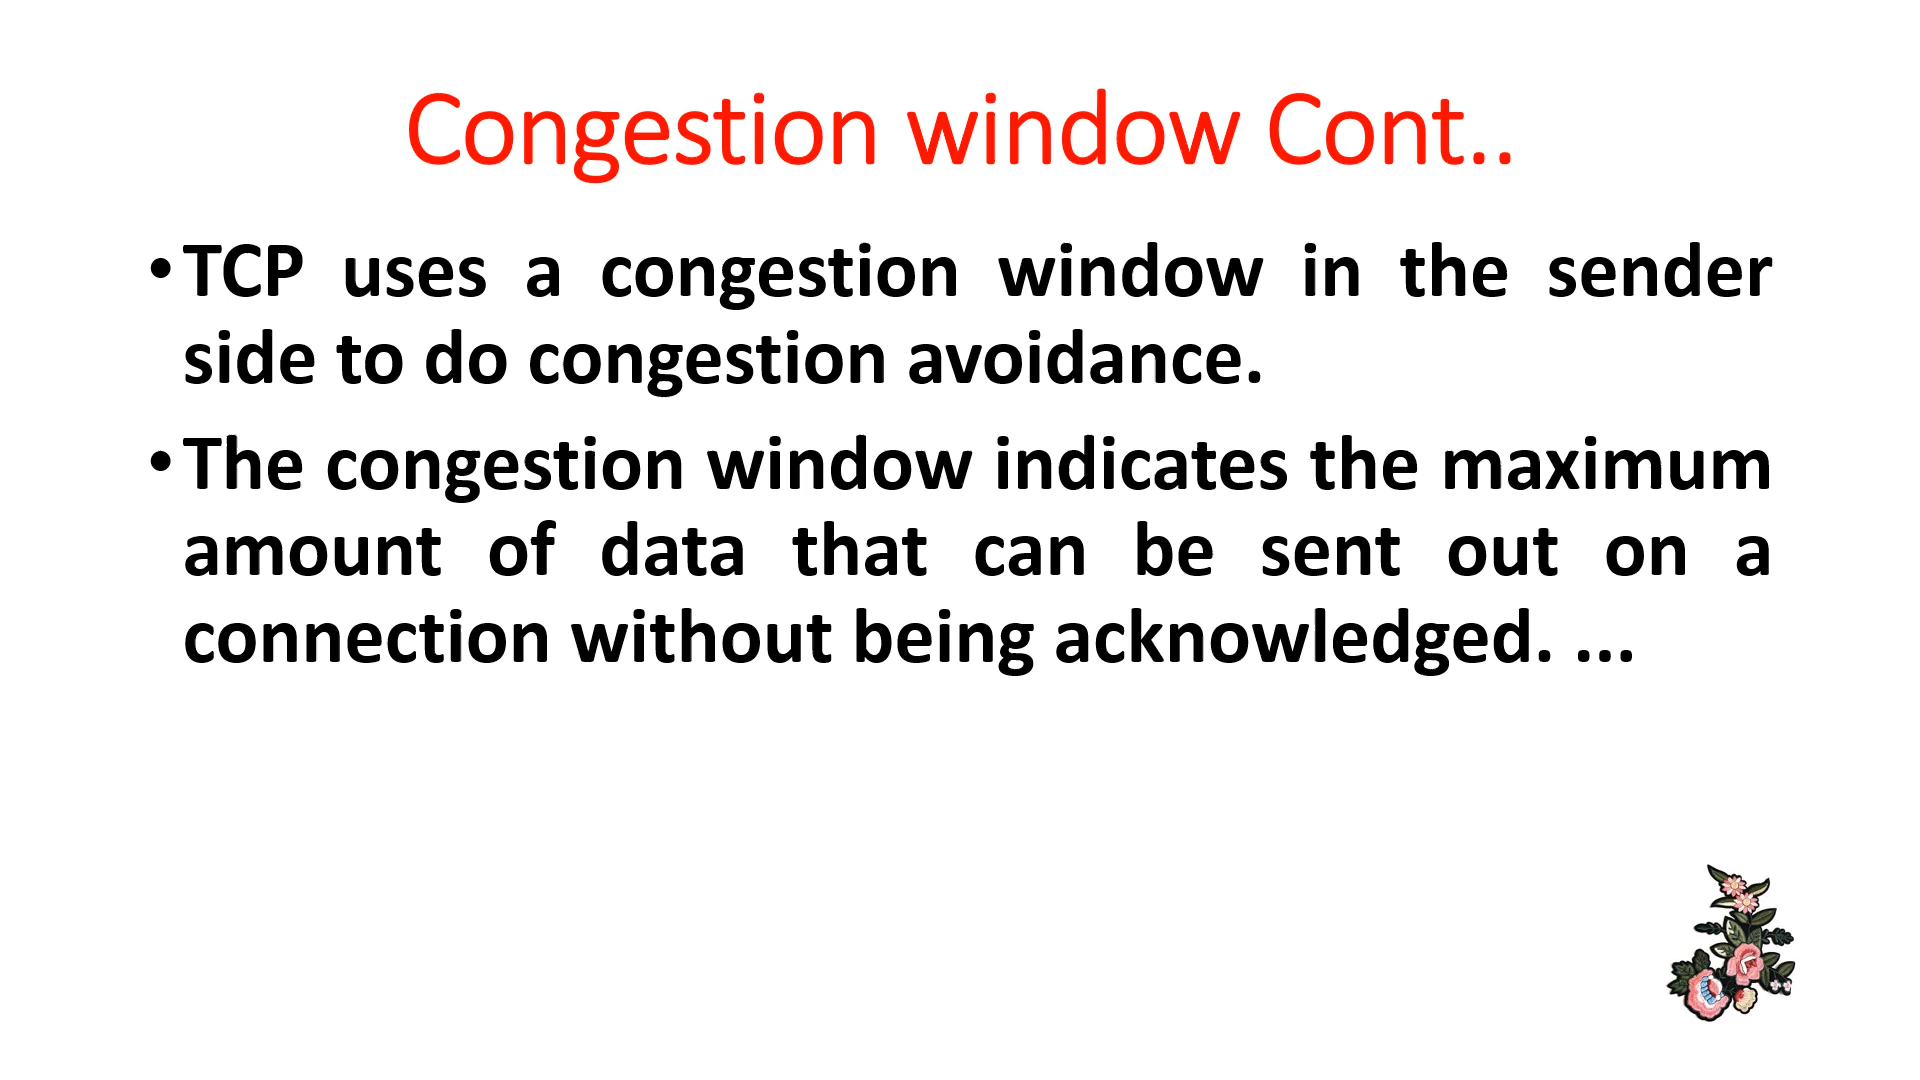 Congestion window Cont..
•TCP uses a congestion window in the sender
side to do congestion avoidance.
•The congestion window indicates the maximum
amount of data that can be sent out on a
connection without being acknowledged. ...